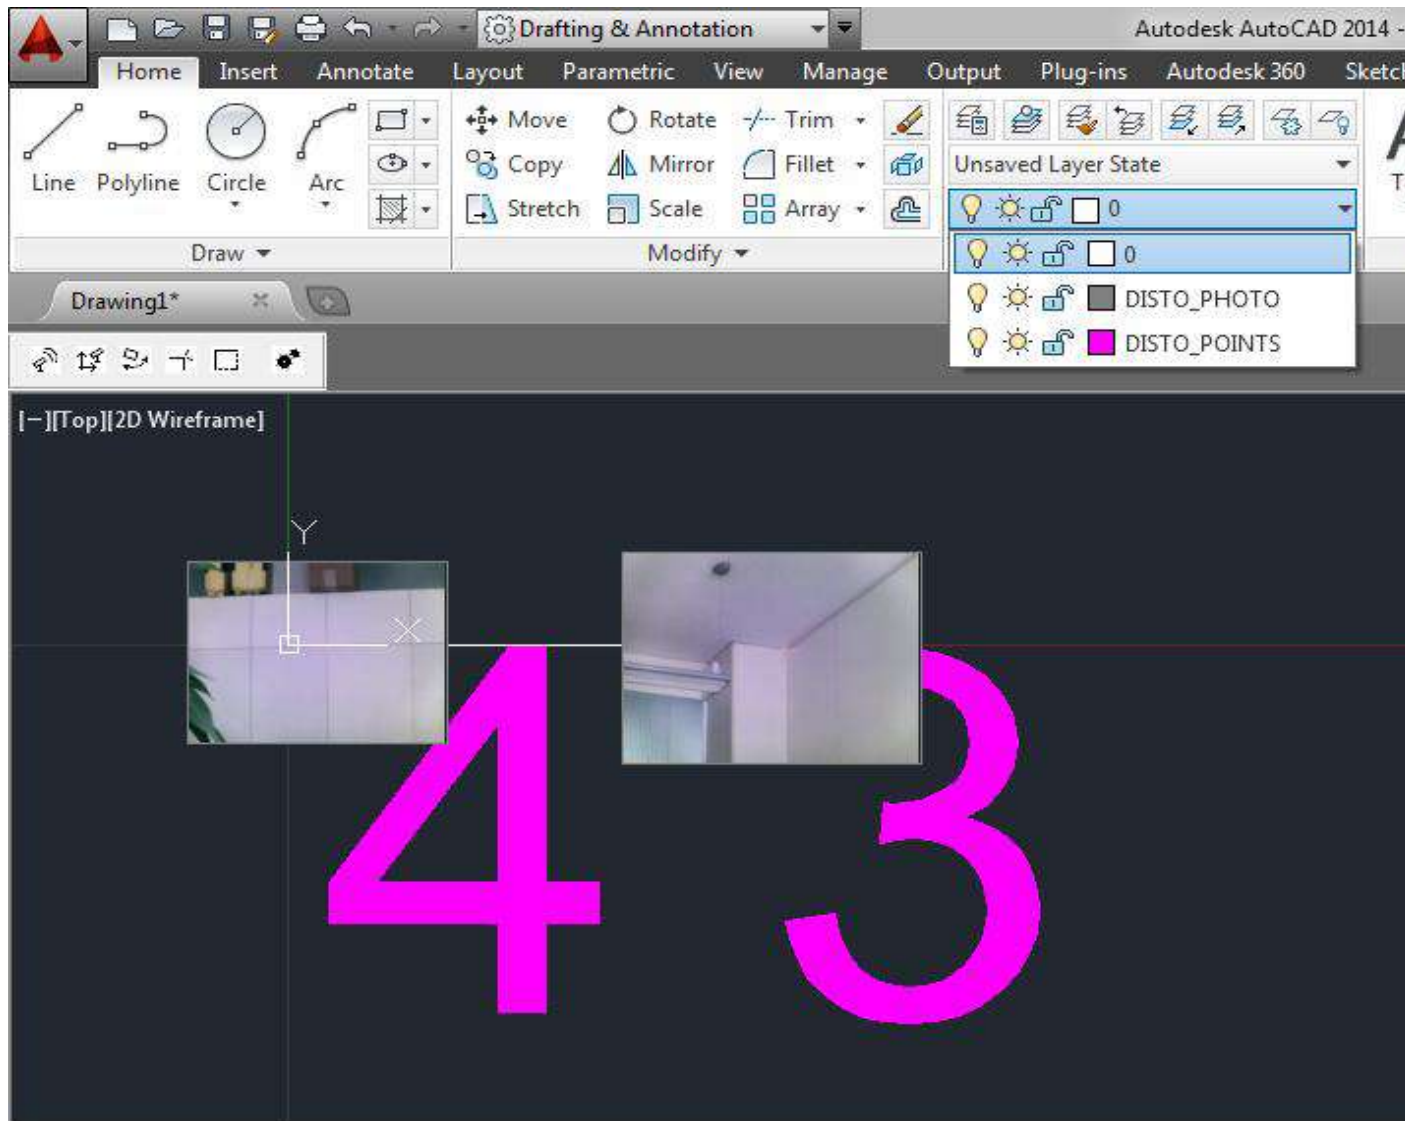 Drafting & Annotation
Autodesk AutoCAD 2014 -
Home Insert Annotate Layout Parametric View Manage Output Plug-ins Autodesk 360 Sketch
Move Rotate Trim
Copy Mirror Fillet
Unsaved Layer State
Line Polyline Circle Arc
Stretch Scale Array
0
Draw Modify
0
Drawing1*
DISTO_PHOTO
DISTO_POINTS
[–][Top][2D Wireframe]
Y
X
4 3